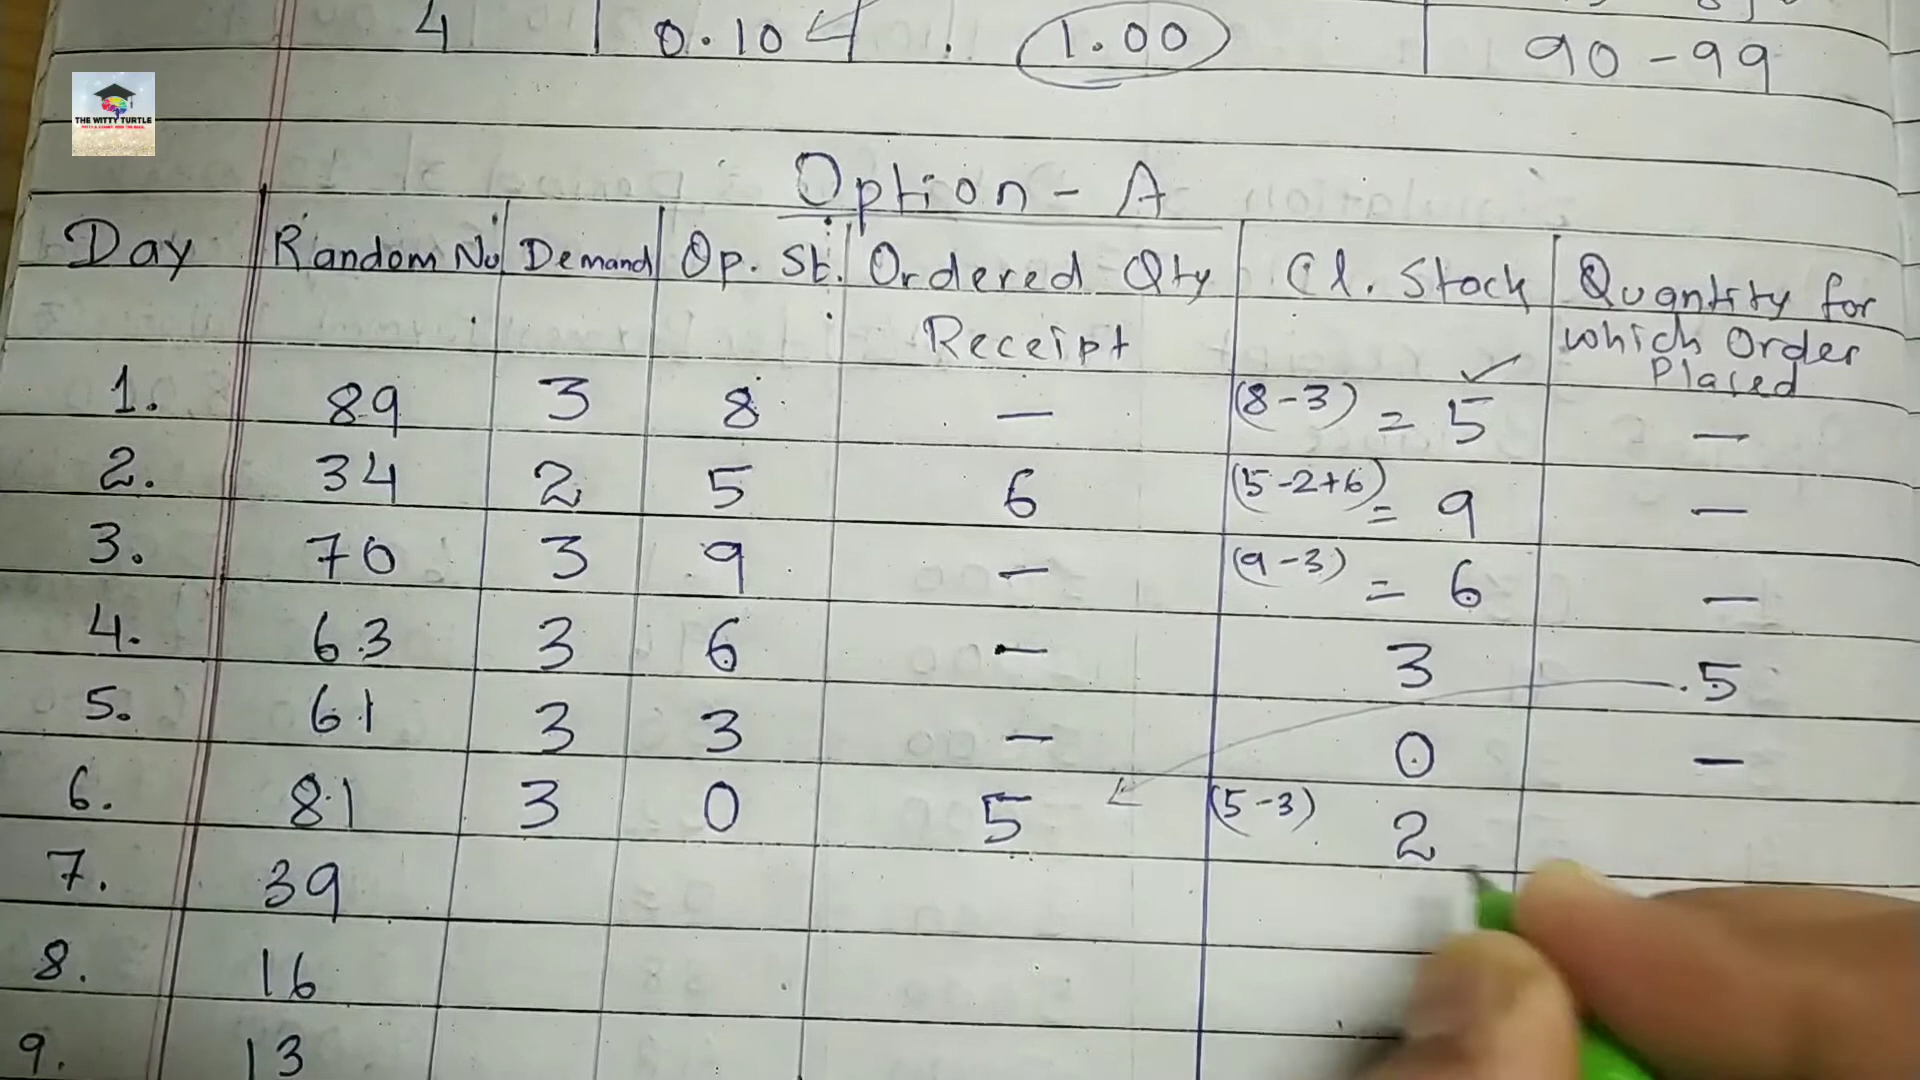 4 0.10 1.00 90-99
THE WITTY TURTLE
Option - A
Day Random No Demand Op. St. Ordered Qty Cl. Stock Quantity for
Receipt which Order
Placed
1. 89 3 8 — (8-3) = 5 —
2. 34 2 5 6 (5-2+6) = 9 —
3. 70 3 9 — (9-3) = 6 —
4. 63 3 6 — 3 5
5. 61 3 3 — 0 —
6. 81 3 0 5 (5-3) 2
7. 39
8. 16
9. 13